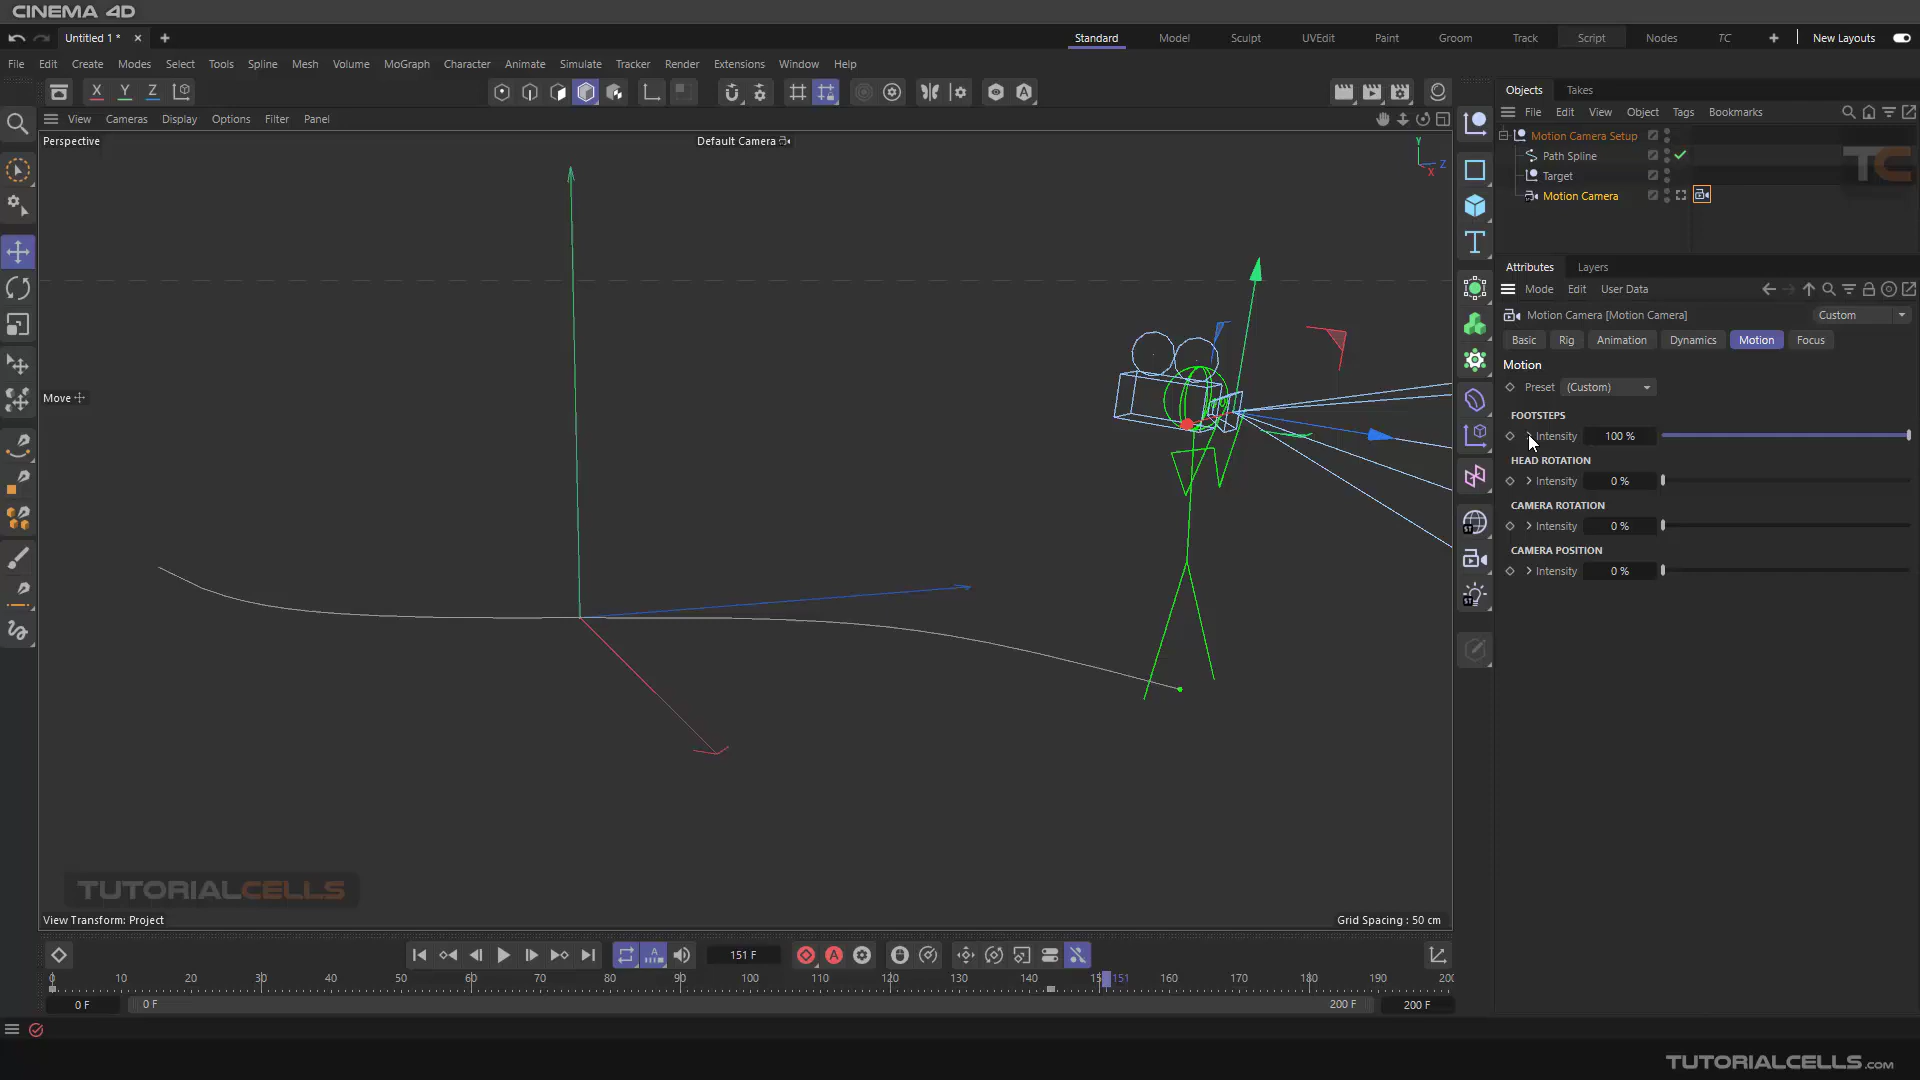 CINEMA 4D
Untitled 1 *
Standard Model Sculpt UVEdit Paint Groom Track Script Nodes TC New Layouts
File Edit Create Modes Select Tools Spline Mesh Volume MoGraph Character Animate Simulate Tracker Render Extensions Window Help
X Y Z
View Cameras Display Options Filter Panel
Perspective
Default Camera
Y
Z
X
Move
TUTORIALCELLS
View Transform: Project
Grid Spacing : 50 cm
Objects Takes
File Edit View Object Tags Bookmarks
Motion Camera Setup
Path Spline
Target
Motion Camera
TC
Attributes Layers
Mode Edit User Data
Motion Camera [Motion Camera] Custom
Basic Rig Animation Dynamics Motion Focus
Motion
Preset (Custom)
FOOTSTEPS
Intensity 100 %
HEAD ROTATION
Intensity 0 %
CAMERA ROTATION
Intensity 0 %
CAMERA POSITION
Intensity 0 %
151 F
0 10 20 30 40 50 60 70 80 90 100 110 120 130 140 15 151 160 170 180 190 200
0 F 0 F 200 F 200 F
TUTORIALCELLS.com